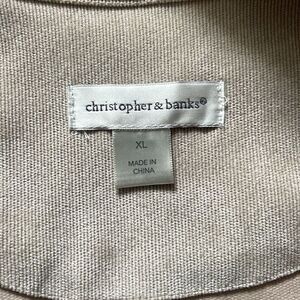 christopher & banks®
XL
MADE IN
CHINA